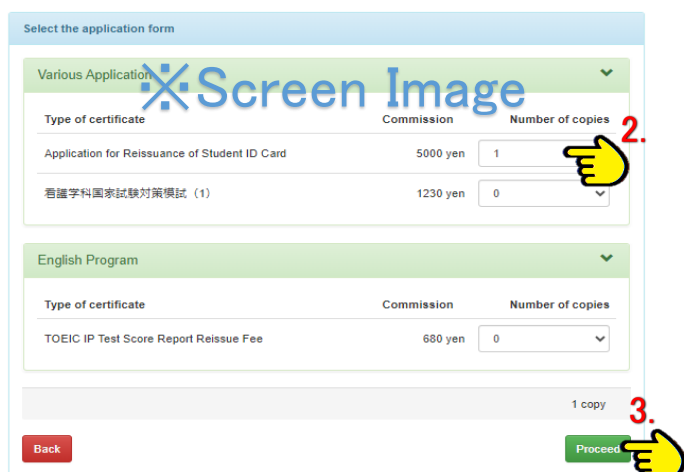 Select the application form
Various Application
※Screen Image
Type of certificate Commission Number of copies
2.
Application for Reissuance of Student ID Card 5000 yen 1
看護学科国家試験対策模試（1） 1230 yen 0
English Program
Type of certificate Commission Number of copies
TOEIC IP Test Score Report Reissue Fee 680 yen 0
1 copy
3.
Back Proceed